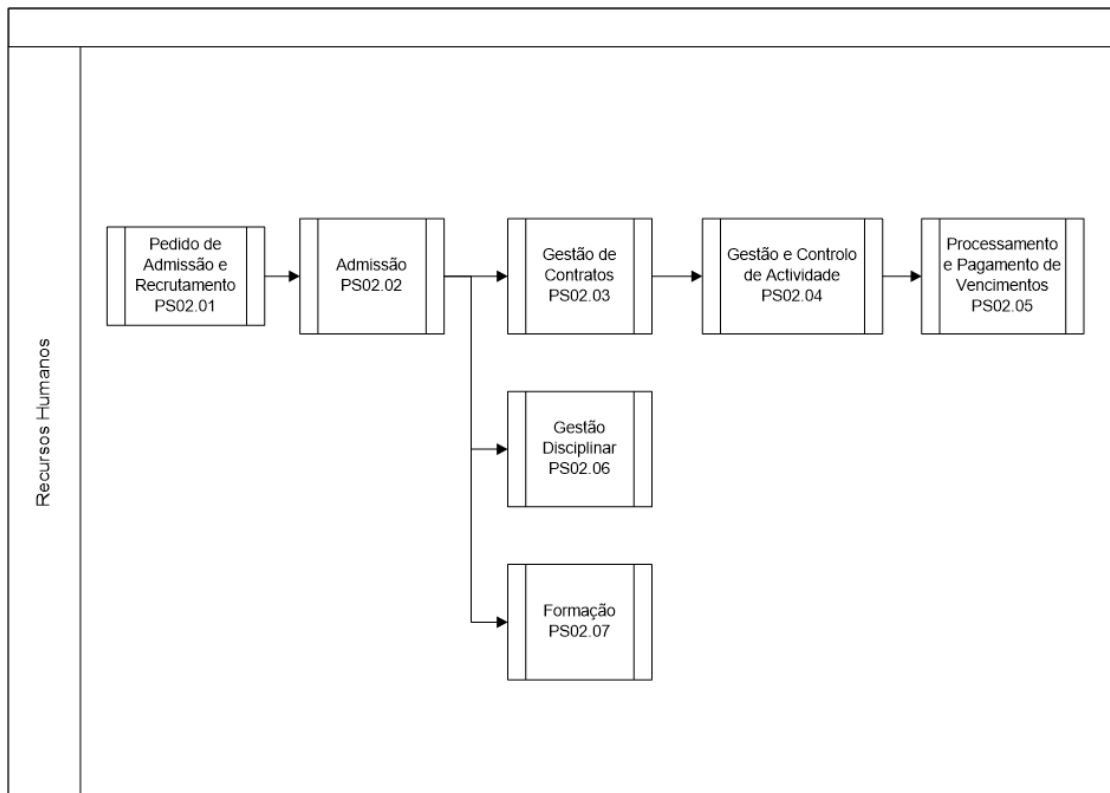 Recursos Humanos
Pedido de
Admissão e
Recrutamento
PS02.01
Admissão
PS02.02
Gestão de
Contratos
PS02.03
Gestão e Controlo
de Actividade
PS02.04
Processamento
e Pagamento de
Vencimentos
PS02.05
Gestão
Disciplinar
PS02.06
Formação
PS02.07